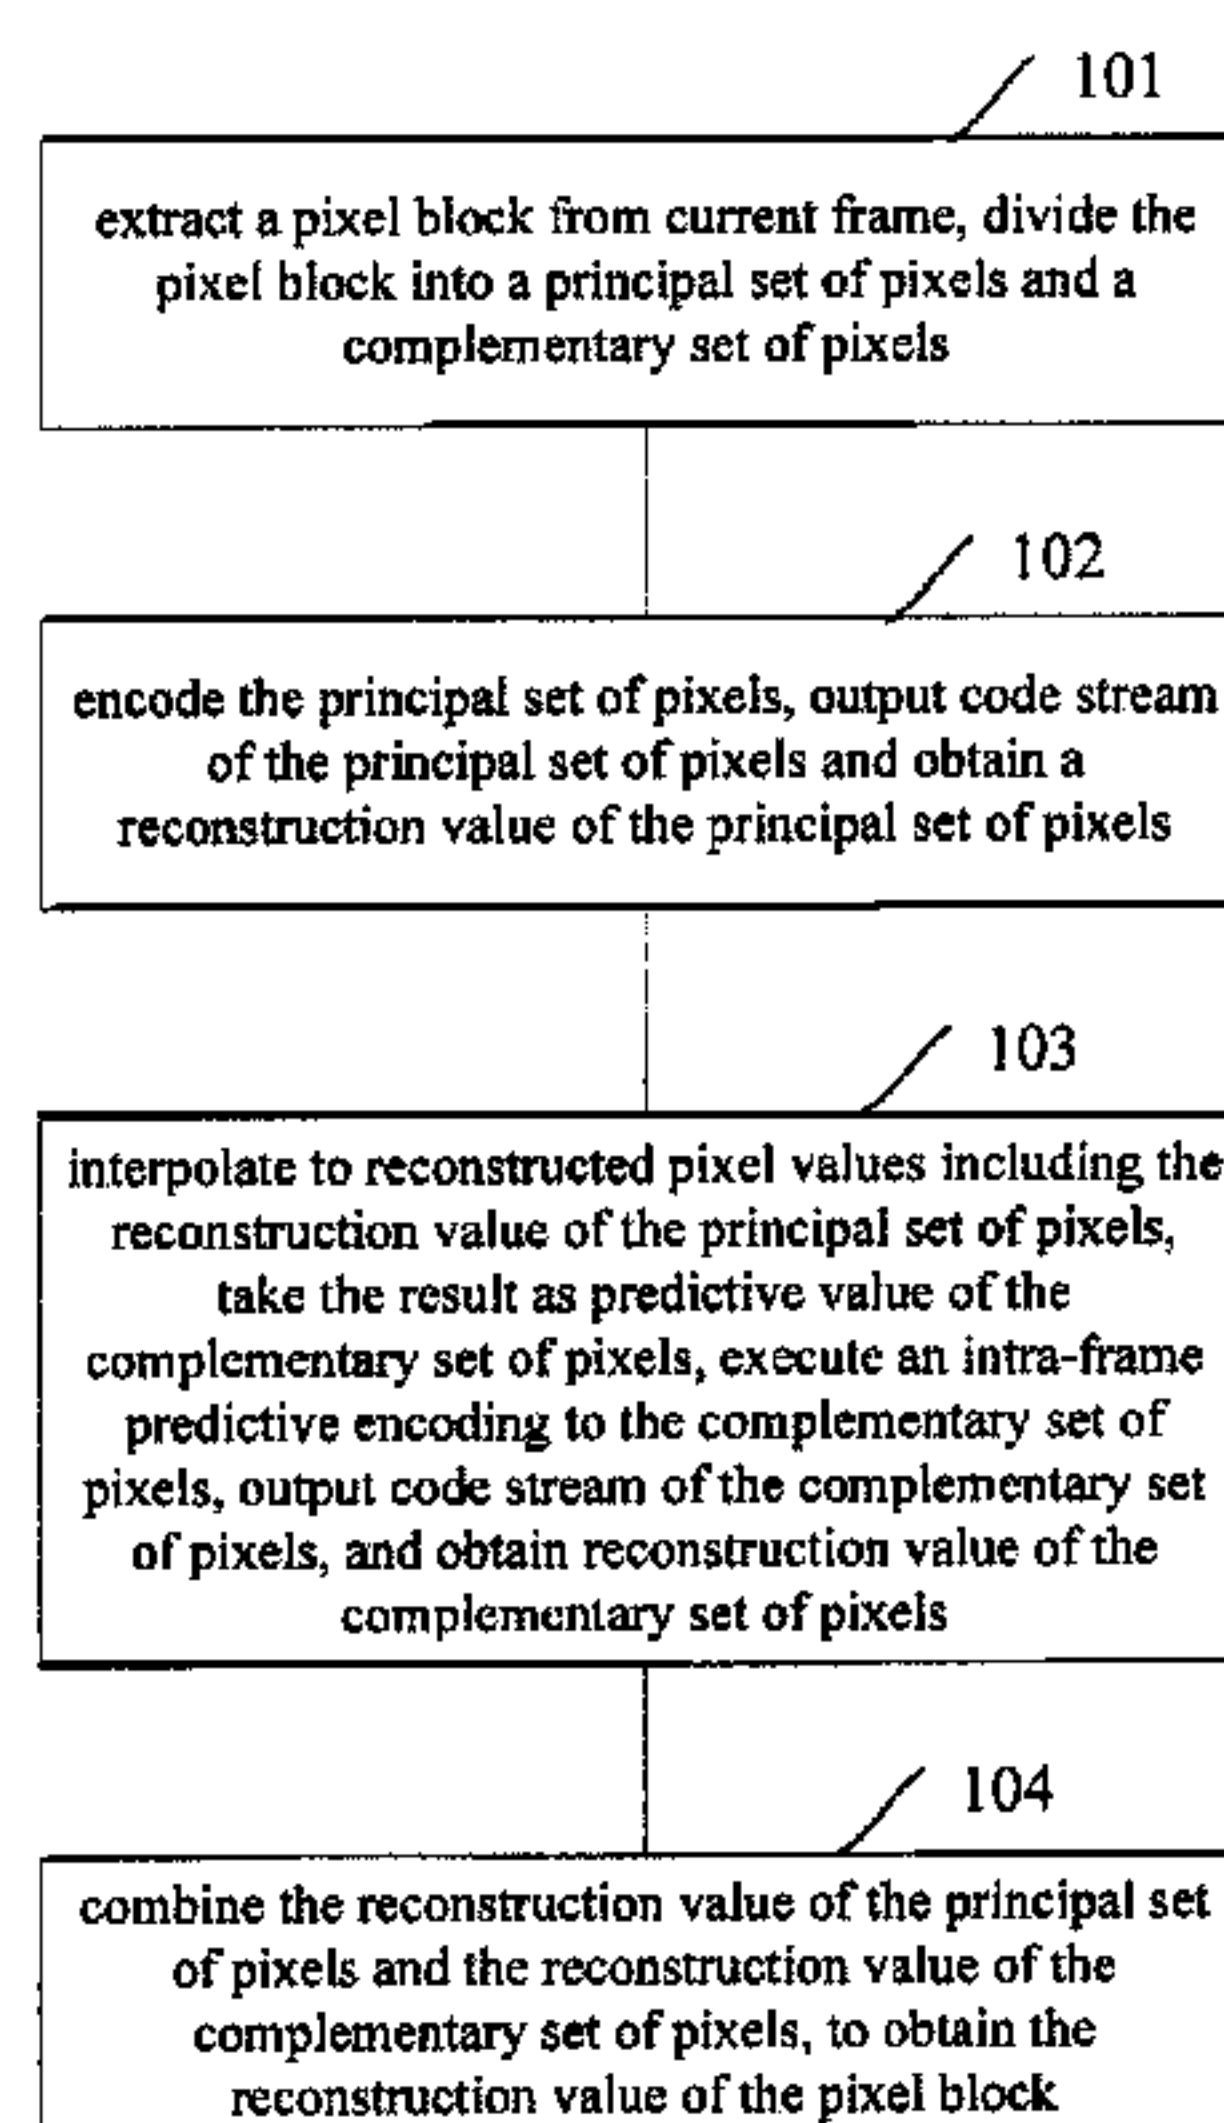 101
extract a pixel block from current frame, divide the
pixel block into a principal set of pixels and a
complementary set of pixels
102
encode the principal set of pixels, output code stream
of the principal set of pixels and obtain a
reconstruction value of the principal set of pixels
103
interpolate to reconstructed pixel values including the
reconstruction value of the principal set of pixels,
take the result as predictive value of the
complementary set of pixels, execute an intra-frame
predictive encoding to the complementary set of
pixels, output code stream of the complementary set
of pixels, and obtain reconstruction value of the
complementary set of pixels
104
combine the reconstruction value of the principal set
of pixels and the reconstruction value of the
complementary set of pixels, to obtain the
reconstruction value of the pixel block